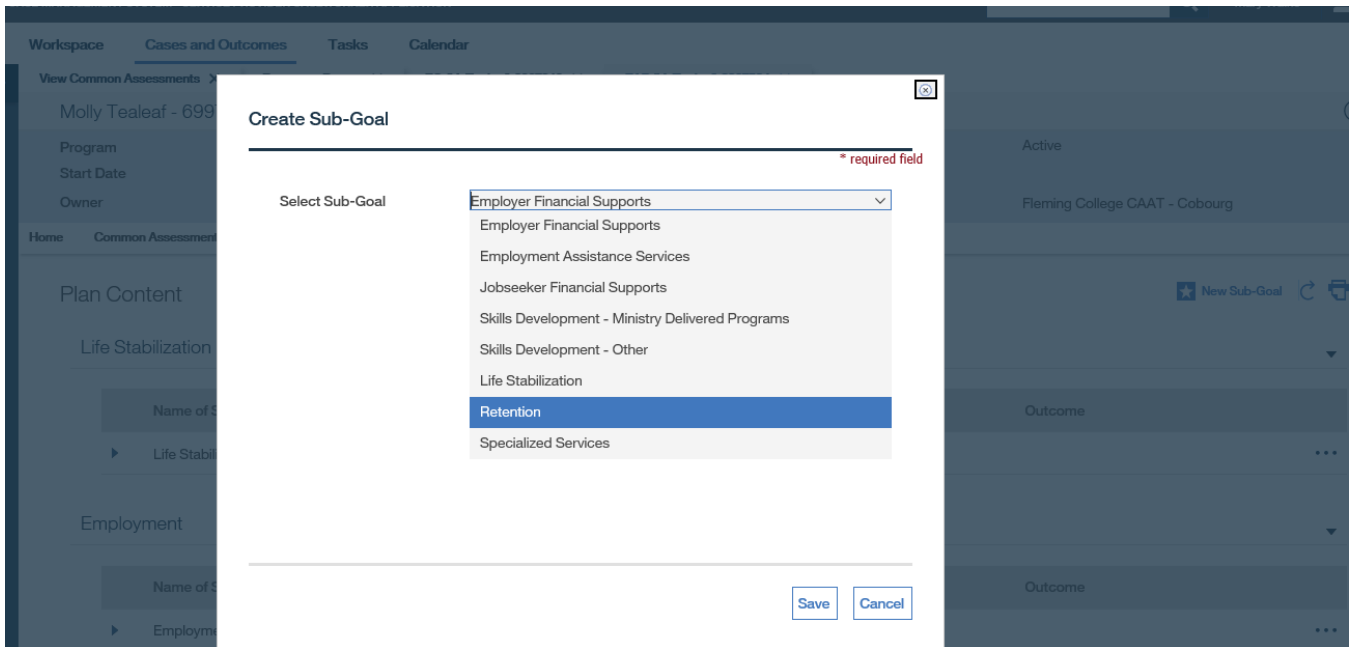 Workspace Cases and Outcomes Tasks Calendar
View Common Assessments
Molly Tealeaf - 699
Program Active
Start Date
Owner Fleming College CAAT - Cobourg
Home Common Assessment
Plan Content New Sub-Goal
Life Stabilization
Name of S Outcome
Life Stabil
Employment
Name of S Outcome
Employme
Create Sub-Goal
* required field
Select Sub-Goal Employer Financial Supports
Employer Financial Supports
Employment Assistance Services
Jobseeker Financial Supports
Skills Development - Ministry Delivered Programs
Skills Development - Other
Life Stabilization
Retention
Specialized Services
Save Cancel